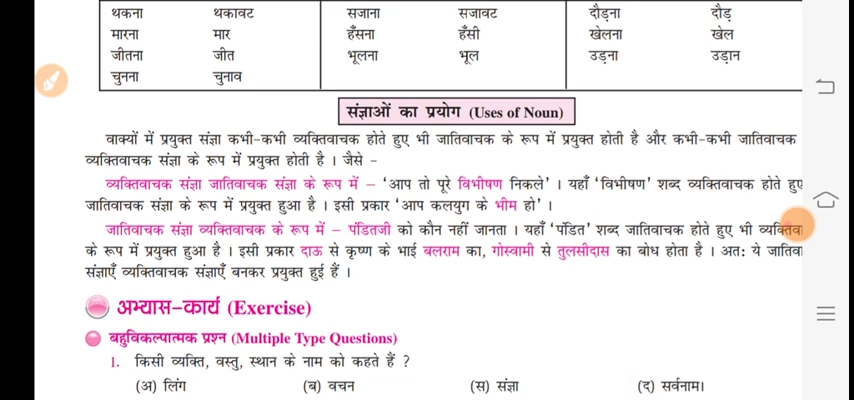 थकना थकावट सजाना सजावट दौड़ना दौड़
मारना मार हँसना हँसी खेलना खेल
जीतना जीत भूलना भूल उड़ना उड़ान
चुनना चुनाव
संज्ञाओं का प्रयोग (Uses of Noun)
वाक्यों में प्रयुक्त संज्ञा कभी-कभी व्यक्तिवाचक होते हुए भी जातिवाचक के रूप में प्रयुक्त होती है और कभी-कभी जातिवाचक
व्यक्तिवाचक संज्ञा के रूप में प्रयुक्त होती है । जैसे –
व्यक्तिवाचक संज्ञा जातिवाचक संज्ञा के रूप में – ‘आप तो पूरे विभीषण निकले’ । यहाँ ‘विभीषण’ शब्द व्यक्तिवाचक होते हुए
जातिवाचक संज्ञा के रूप में प्रयुक्त हुआ है । इसी प्रकार ‘आप कलयुग के भीम हो’ ।
जातिवाचक संज्ञा व्यक्तिवाचक के रूप में – पंडितजी को कौन नहीं जानता । यहाँ ‘पंडित’ शब्द जातिवाचक होते हुए भी
के रूप में प्रयुक्त हुआ है । इसी प्रकार दाऊ से कृष्ण के भाई बलराम का, गोस्वामी से तुलसीदास का बोध होता है । अतः ये
संज्ञाएँ व्यक्तिवाचक संज्ञाएँ बनकर प्रयुक्त हुई हैं ।
अभ्यास-कार्य (Exercise)
बहुविकल्पात्मक प्रश्न (Multiple Type Questions)
1. किसी व्यक्ति, वस्तु, स्थान के नाम को कहते हैं ?
(अ) लिंग (ब) वचन (स) संज्ञा (द) सर्वनाम।